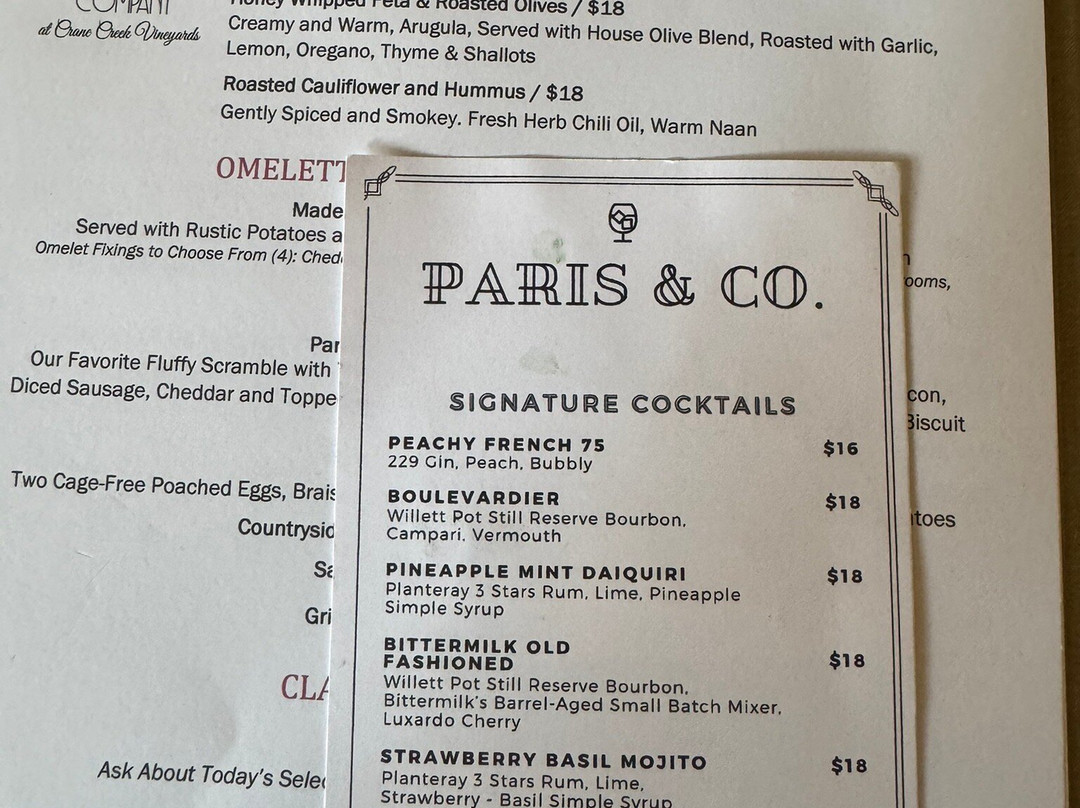 COMPANY
at Crane Creek Vineyards
Honey Whipped Feta & Roasted Olives / $18
Creamy and Warm, Arugula, Served with House Olive Blend, Roasted with Garlic,
Lemon, Oregano, Thyme & Shallots
Roasted Cauliflower and Hummus / $18
Gently Spiced and Smokey. Fresh Herb Chili Oil, Warm Naan
OMELETT
Made
Served with Rustic Potatoes a
Omelet Fixings to Choose From (4): Ched
ooms,
Par
Our Favorite Fluffy Scramble with
Diced Sausage, Cheddar and Toppe
con,
Biscuit
Two Cage-Free Poached Eggs, Brais
Countrysid
toes
Sa
Gri
CLA
Ask About Today's Selec
PARIS & CO.
SIGNATURE COCKTAILS
PEACHY FRENCH 75 $16
229 Gin, Peach, Bubbly
BOULEVARDIER $18
Willett Pot Still Reserve Bourbon,
Campari, Vermouth
PINEAPPLE MINT DAIQUIRI $18
Planteray 3 Stars Rum, Lime, Pineapple
Simple Syrup
BITTERMILK OLD
FASHIONED $18
Willett Pot Still Reserve Bourbon,
Bittermilk's Barrel-Aged Small Batch Mixer,
Luxardo Cherry
STRAWBERRY BASIL MOJITO $18
Planteray 3 Stars Rum, Lime,
Strawberry - Basil Simple Syrup